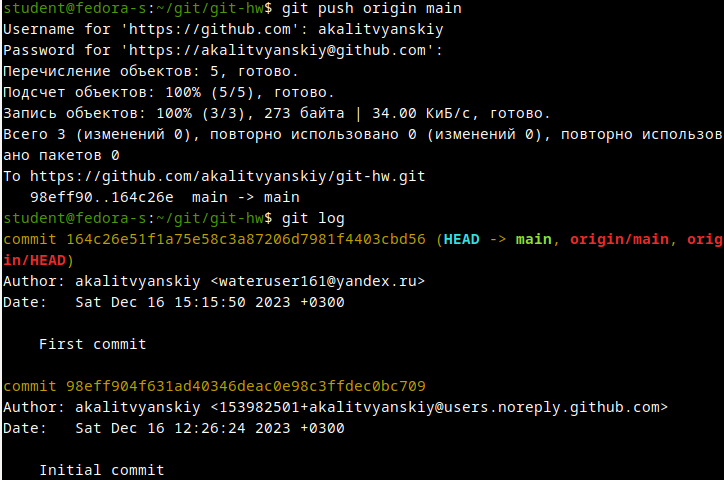 student@fedora-s:~/git/git-hw$ git push origin main
Username for 'https://github.com': akalitvyanskiy
Password for 'https://akalitvyanskiy@github.com':
Перечисление объектов: 5, готово.
Подсчет объектов: 100% (5/5), готово.
Запись объектов: 100% (3/3), 273 байта | 34.00 КиБ/с, готово.
Всего 3 (изменений 0), повторно использовано 0 (изменений 0), повторно использов
ано пакетов 0
To https://github.com/akalitvyanskiy/git-hw.git
   98eff90..164c26e  main -> main
student@fedora-s:~/git/git-hw$ git log
commit 164c26e51f1a75e58c3a87206d7981f4403cbd56 (HEAD -> main, origin/main, orig
in/HEAD)
Author: akalitvyanskiy <wateruser161@yandex.ru>
Date:   Sat Dec 16 15:15:50 2023 +0300
    First commit
commit 98eff904f631ad40346deac0e98c3ffdec0bc709
Author: akalitvyanskiy <153982501+akalitvyanskiy@users.noreply.github.com>
Date:   Sat Dec 16 12:26:24 2023 +0300
    Initial commit